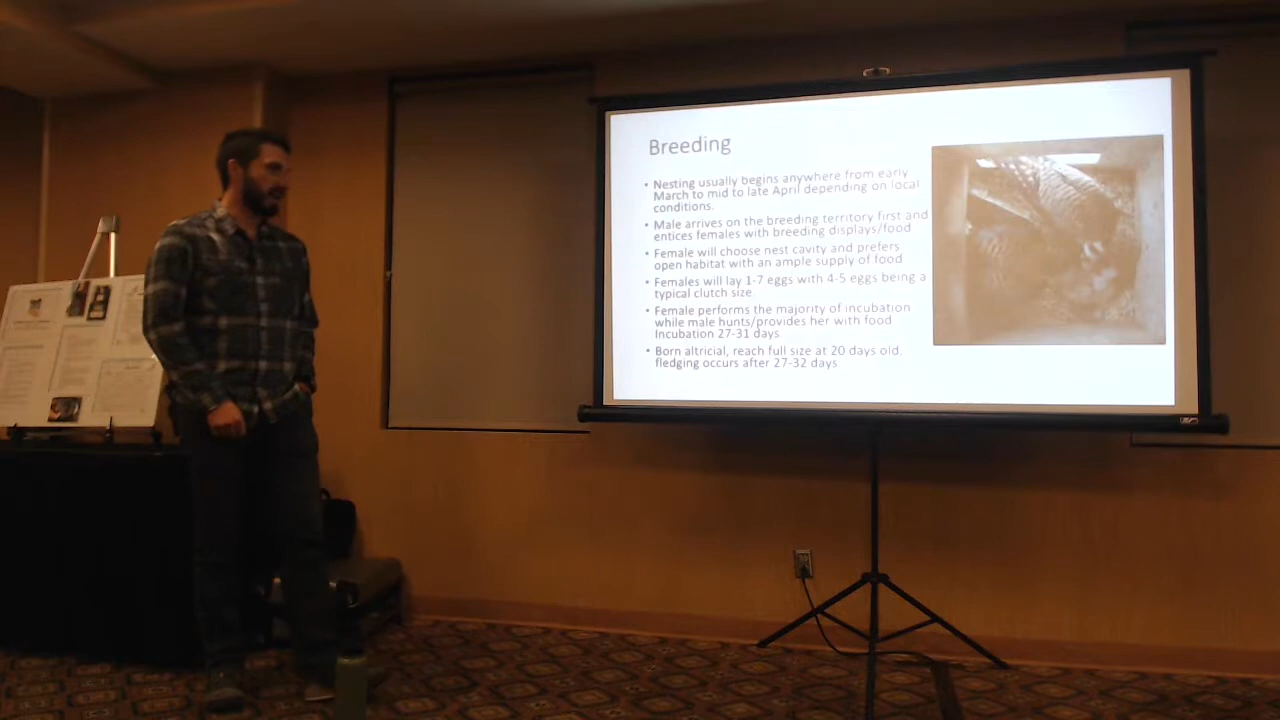 Breeding
• Nesting usually begins anywhere from early
March to mid to late April depending on local
conditions.
• Male arrives on the breeding territory first and
entices females with breeding displays/food
• Female will choose nest cavity and prefers
open habitat with an ample supply of food
• Females will lay 1-7 eggs with 4-5 eggs being a
typical clutch size
• Female performs the majority of incubation
while male hunts/provides her with food
Incubation 27-31 days
• Born altricial, reach full size at 20 days old.
fledging occurs after 27-32 days